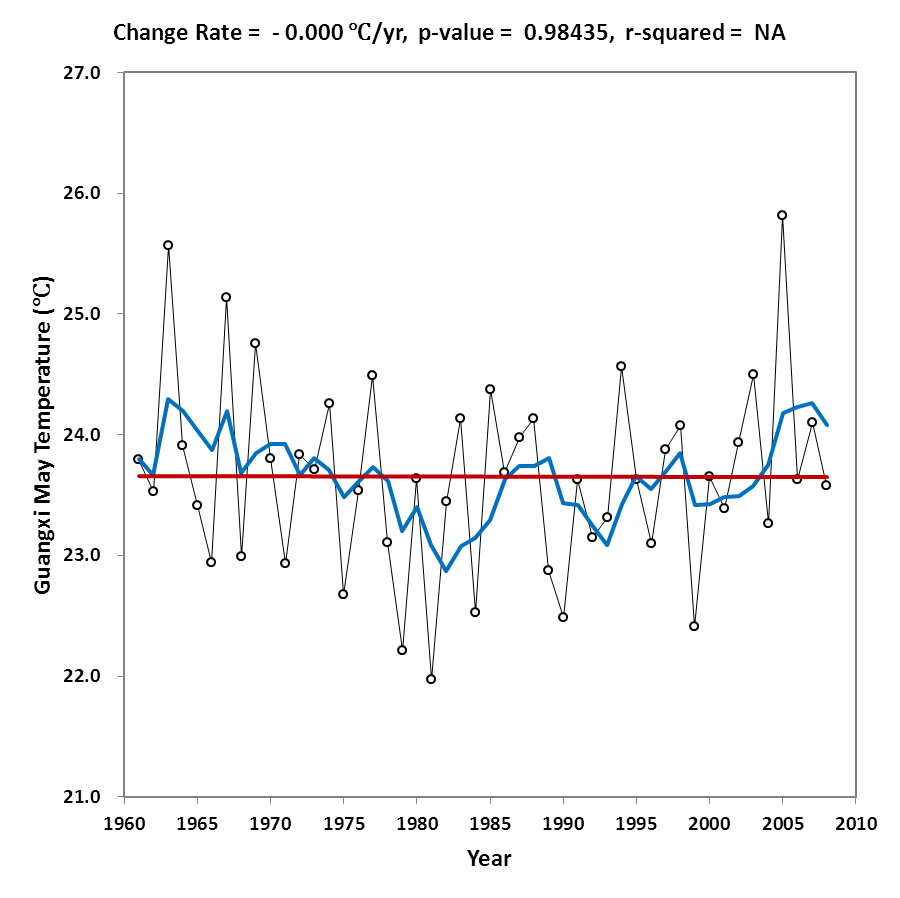 Change Rate = - 0.000 ℃/yr, p-value = 0.98435, r-squared = NA
27.0
26.0
25.0
24.0
23.0
22.0
21.0
Guangxi May Temperature (℃)
1960 1965 1970 1975 1980 1985 1990 1995 2000 2005 2010
Year